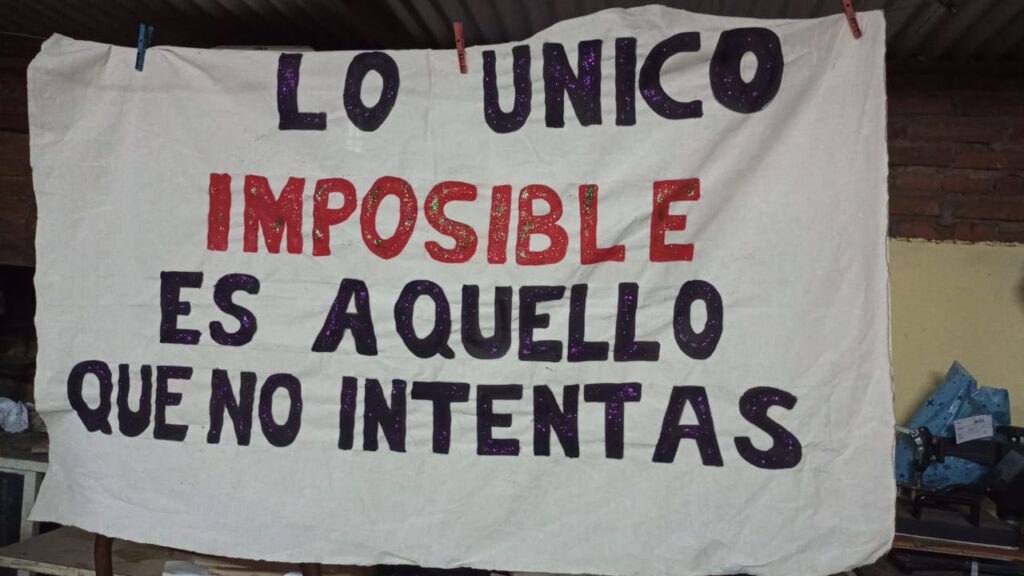 LO UNICO
IMPOSIBLE
ES AQUELLO
QUE NO INTENTAS